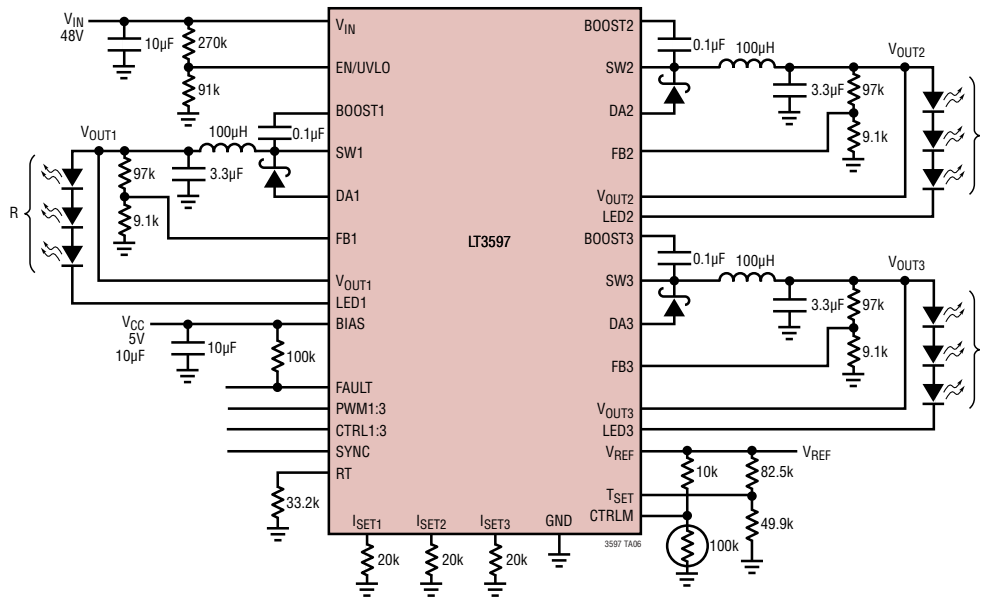 VIN
48V
10µF
270k
91k
VIN
EN/UVLO
BOOST1
SW1
DA1
FB1
VOUT1
LED1
BIAS
FAULT
PWM1:3
CTRL1:3
SYNC
RT
VOUT1
100µH
0.1µF
97k
3.3µF
9.1k
R
VCC
5V
10µF
10µF
100k
33.2k
LT3597
ISET1
ISET2
ISET3
GND
20k
20k
20k
BOOST2
SW2
DA2
FB2
VOUT2
LED2
BOOST3
SW3
DA3
FB3
VOUT3
LED3
VREF
TSET
CTRLM
0.1µF
100µH
VOUT2
3.3µF
97k
9.1k
0.1µF
100µH
VOUT3
3.3µF
97k
9.1k
VREF
10k
82.5k
49.9k
100k
3597 TA06